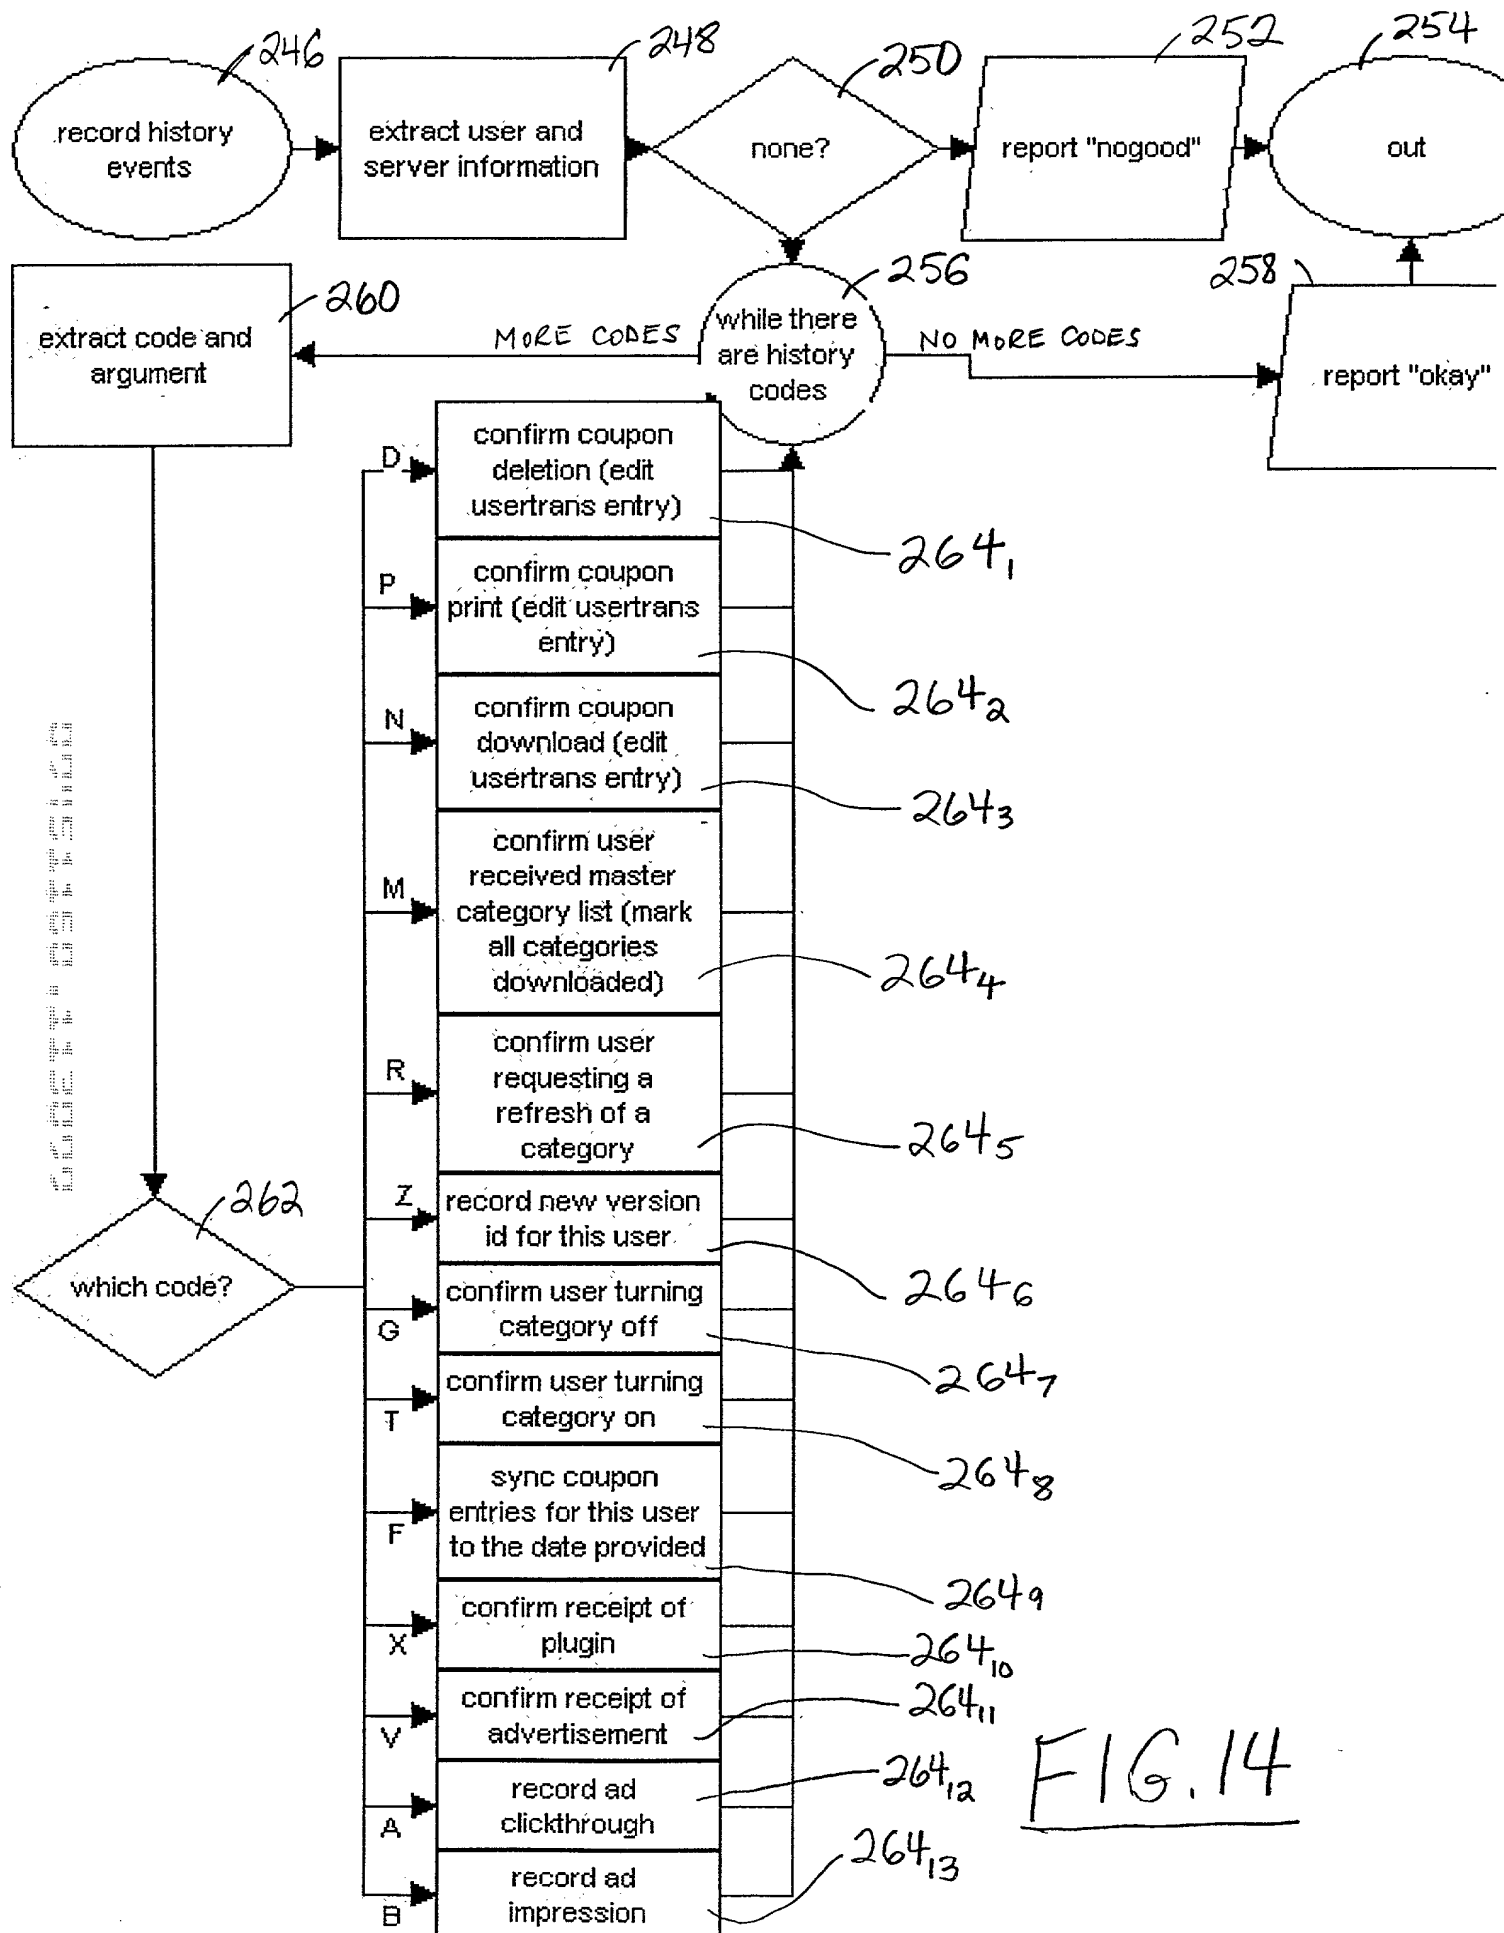 246
248
250
252
254
record history
events
extract user and
server information
none?
report "nogood"
out
260
256
258
extract code and
argument
MORE CODES
while there
are history
codes
NO MORE CODES
report "okay"
D
confirm coupon
deletion (edit
usertrans entry)
264₁
P
confirm coupon
print (edit usertrans
entry)
264₂
N
confirm coupon
download (edit
usertrans entry)
264₃
M
confirm user
received master
category list (mark
all categories
downloaded)
264₄
R
confirm user
requesting a
refresh of a
category
264₅
262
which code?
Z
record new version
id for this user
264₆
G
confirm user turning
category off
264₇
T
confirm user turning
category on
264₈
F
sync coupon
entries for this user
to the date provided
264₉
X
confirm receipt of
plugin
264₁₀
V
confirm receipt of
advertisement
264₁₁
A
record ad
clickthrough
264₁₂
B
record ad
impression
264₁₃
FIG.14